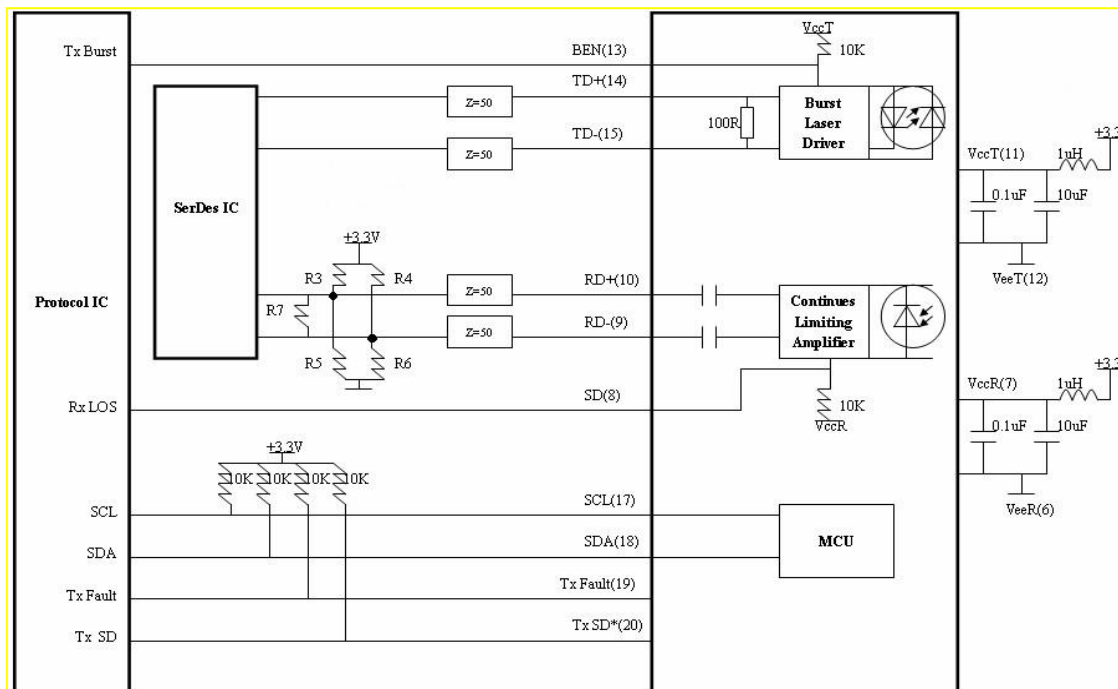 VccT
Tx Burst
BEN(13)
10K
TD+(14)
Z=50
100R
Burst
Laser
Driver
TD-(15)
Z=50
SerDes IC
VccT(11)
1uH
+3.3
0.1uF
10uF
VeeT(12)
+3.3V
R3
R4
RD+(10)
Z=50
Protocol IC
R7
Continues
Limiting
Amplifier
RD-(9)
Z=50
R5
R6
SD(8)
Rx LOS
10K
VccR
VccR(7)
1uH
+3.3
0.1uF
10uF
VeeR(6)
+3.3V
10K
10K
10K
10K
SCL
SCL(17)
SDA
SDA(18)
MCU
Tx Fault
Tx Fault(19)
Tx SD
Tx SD*(20)